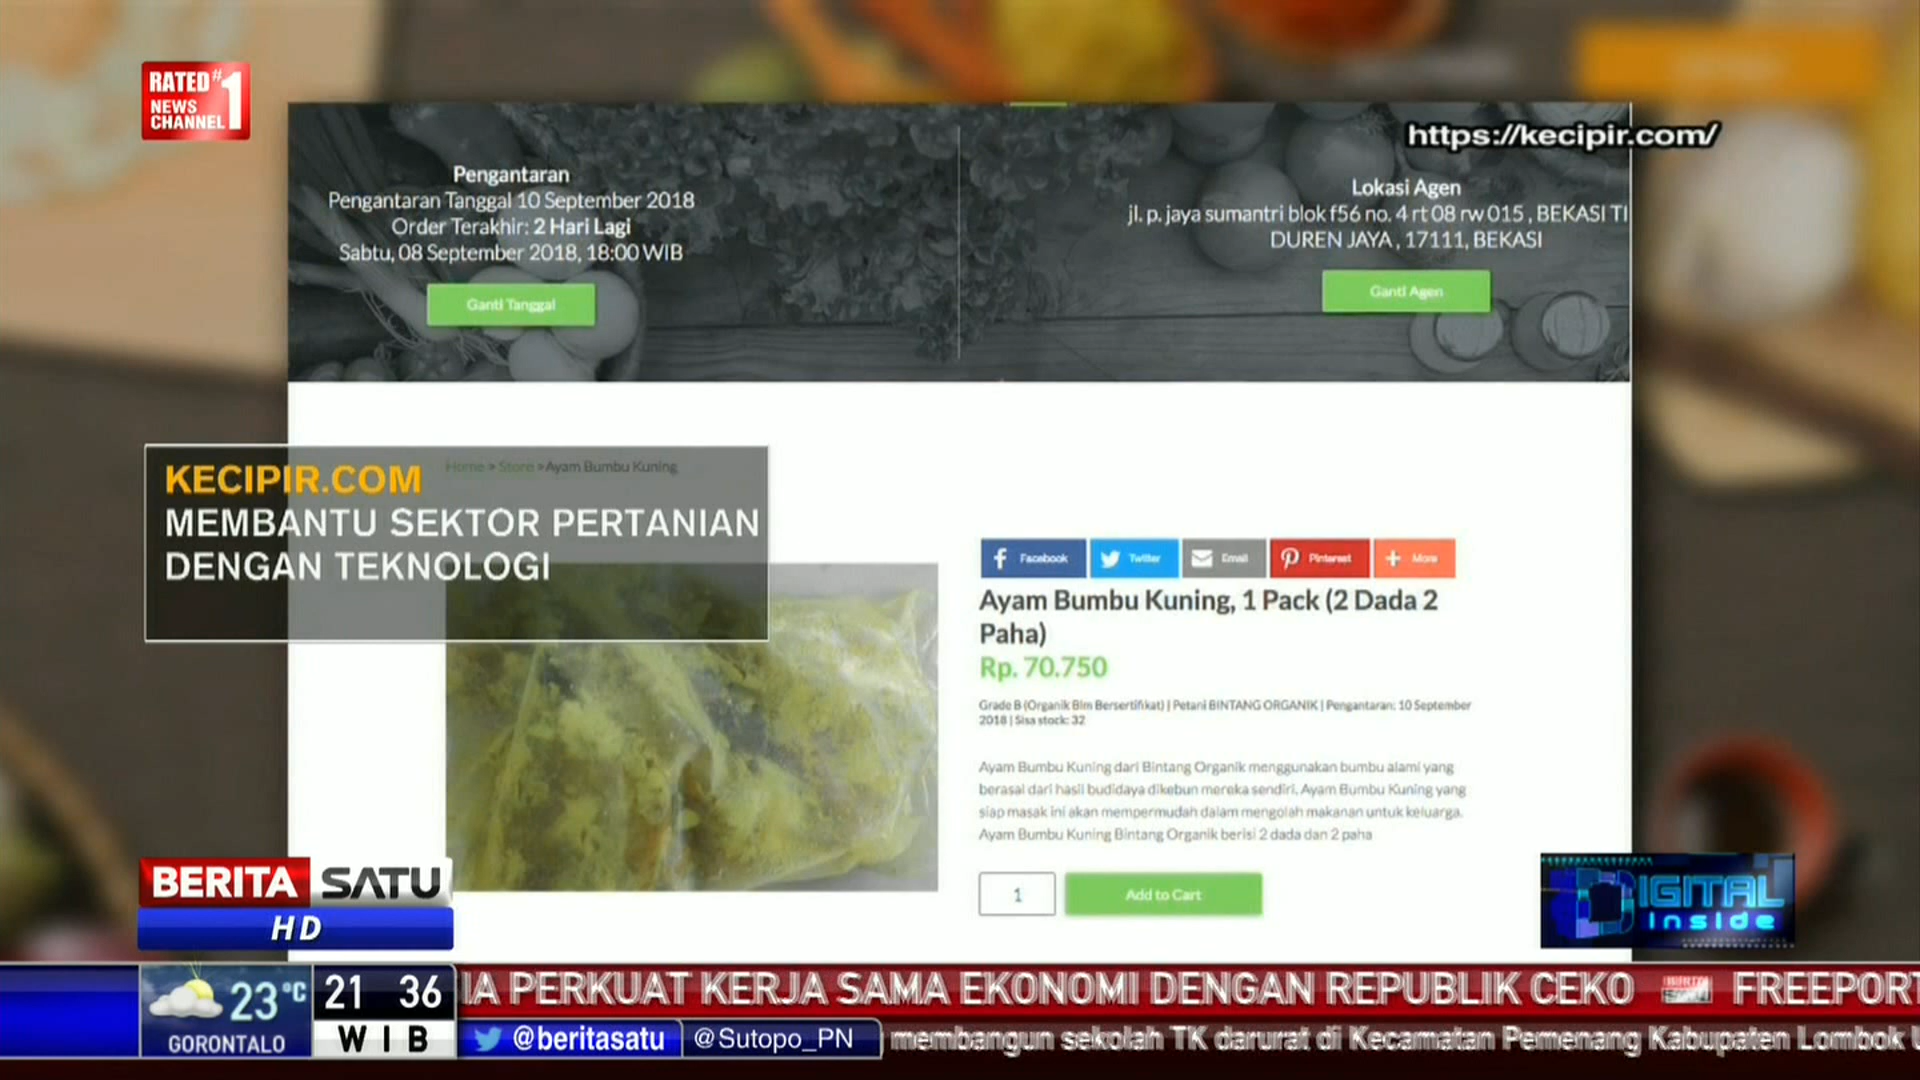 RATED #1
NEWS
CHANNEL
https://kecipir.com/
Pengantaran
Pengantaran Tanggal 10 September 2018
Order Terakhir: 2 Hari Lagi
Sabtu, 08 September 2018, 18:00 WIB
Ganti Tanggal
Lokasi Agen
jl. p. jaya sumantri blok f56 no. 4 rt 08 rw 015 , BEKASI TI
DUREN JAYA , 17111, BEKASI
Ganti Agen
Home > Store > Ayam Bumbu Kuning
KECIPIR.COM
MEMBANTU SEKTOR PERTANIAN
DENGAN TEKNOLOGI
Facebook
Twitter
Email
Pinterest
More
Ayam Bumbu Kuning, 1 Pack (2 Dada 2
Paha)
Rp. 70.750
Grade B (Organik Blm Bersertifikat) | Petani BINTANG ORGANIK | Pengantaran: 10 September
2018 | Sisa stock: 32
Ayam Bumbu Kuning dari Bintang Organik menggunakan bumbu alami yang
berasal dari hasil budidaya dikebun mereka sendiri. Ayam Bumbu Kuning yang
siap masak ini akan mempermudah dalam mengolah makanan untuk keluarga.
Ayam Bumbu Kuning Bintang Organik berisi 2 dada dan 2 paha
1
Add to Cart
BERITA SATU
HD
DIGITAL
inside
23°C
GORONTALO
21 36
WIB
IA PERKUAT KERJA SAMA EKONOMI DENGAN REPUBLIK CEKO
BERITA SATU
FREEPORT
@beritasatu
@Sutopo_PN
membangun sekolah TK darurat di Kecamatan Pemenang Kabupaten Lombok U